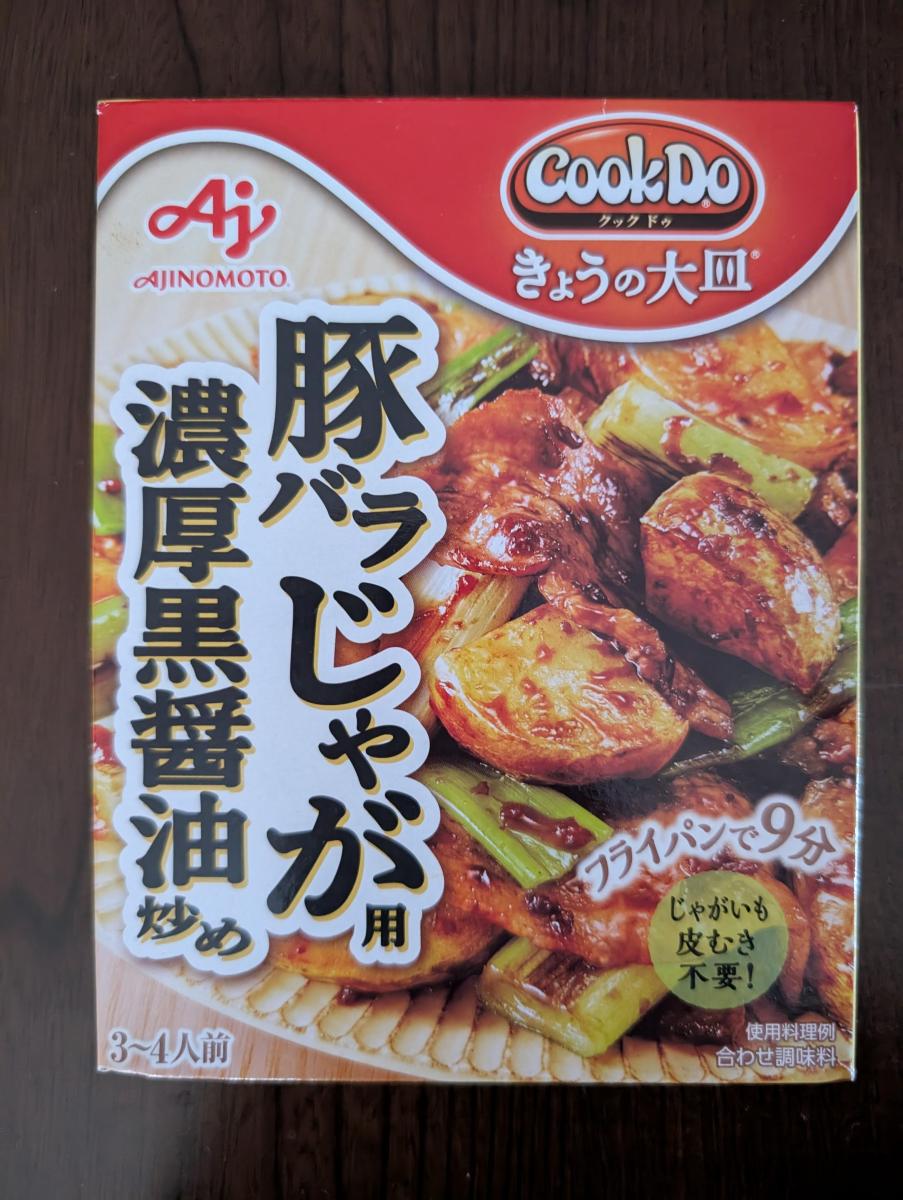 Aj
AJINOMOTO®
CookDo®
クックドゥ
きょうの大皿®
豚バラじゃが用
濃厚黒醤油炒め
フライパンで9分
じゃがいも
皮むき
不要!
3~4人前
使用料理例
合わせ調味料